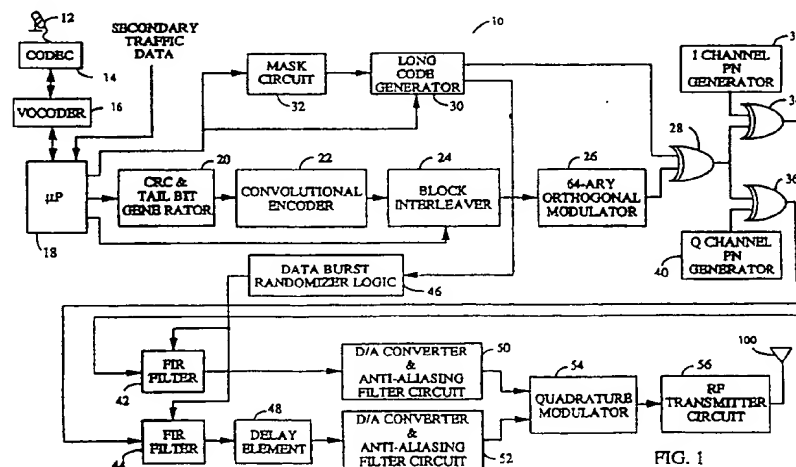 12
CODEC
14
VOCODER
16
μP
18
SECONDARY
TRAFFIC
DATA
10
MASK
CIRCUIT
32
LONG
CODE
GENERATOR
30
20
CRC &
TAIL BIT
GENERATOR
22
CONVOLUTIONAL
ENCODER
24
BLOCK
INTERLEAVER
26
64-ARY
ORTHOGONAL
MODULATOR
28
I CHANNEL
PN
GENERATOR
36
Q CHANNEL
PN
GENERATOR
40
DATA BURST
RANDOMIZER LOGIC
46
FIR
FILTER
42
D/A CONVERTER
&
ANTI-ALIASING
FILTER CIRCUIT
50
54
QUADRATURE
MODULATOR
56
RF
TRANSMITTER
CIRCUIT
100
FIR
FILTER
44
48
DELAY
ELEMENT
D/A CONVERTER
&
ANTI-ALIASING
FILTER CIRCUIT
52
FIG. 1